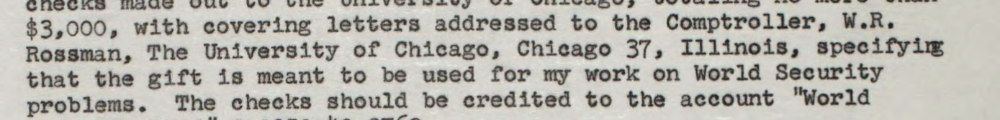 checks made out to the University of Chicago, totaling no more than
$3,000, with covering letters addressed to the Comptroller, W.R.
Rossman, The University of Chicago, Chicago 37, Illinois, specifying
that the gift is meant to be used for my work on World Security
problems. The checks should be credited to the account "World